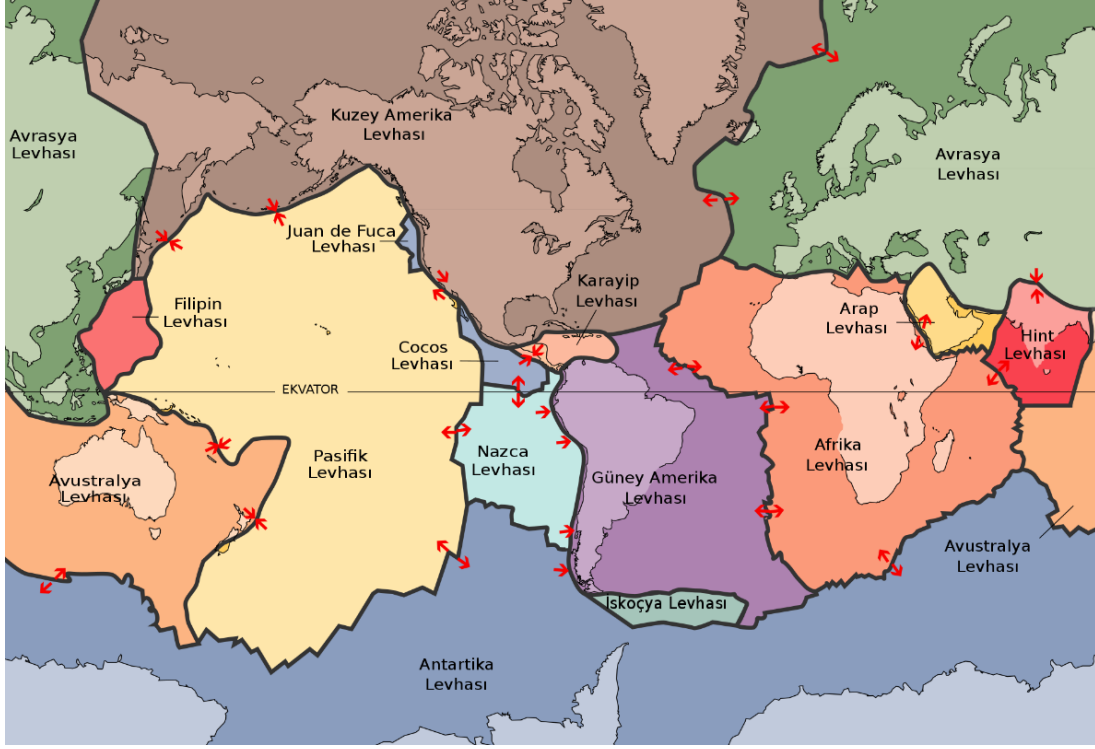 Kuzey Amerika
Levhası
Avrasya
Levhası
Avrasya
Levhası
Juan de Fuca
Levhası
Karayip
Levhası
Filipin
Levhası
Arap
Levhası
Hint
Levhası
Cocos
Levhası
EKVATOR
Nazca
Levhası
Pasifik
Levhası
Güney Amerika
Levhası
Afrika
Levhası
Avustralya
Levhası
Avustralya
Levhası
İskoçya Levhası
Antartika
Levhası